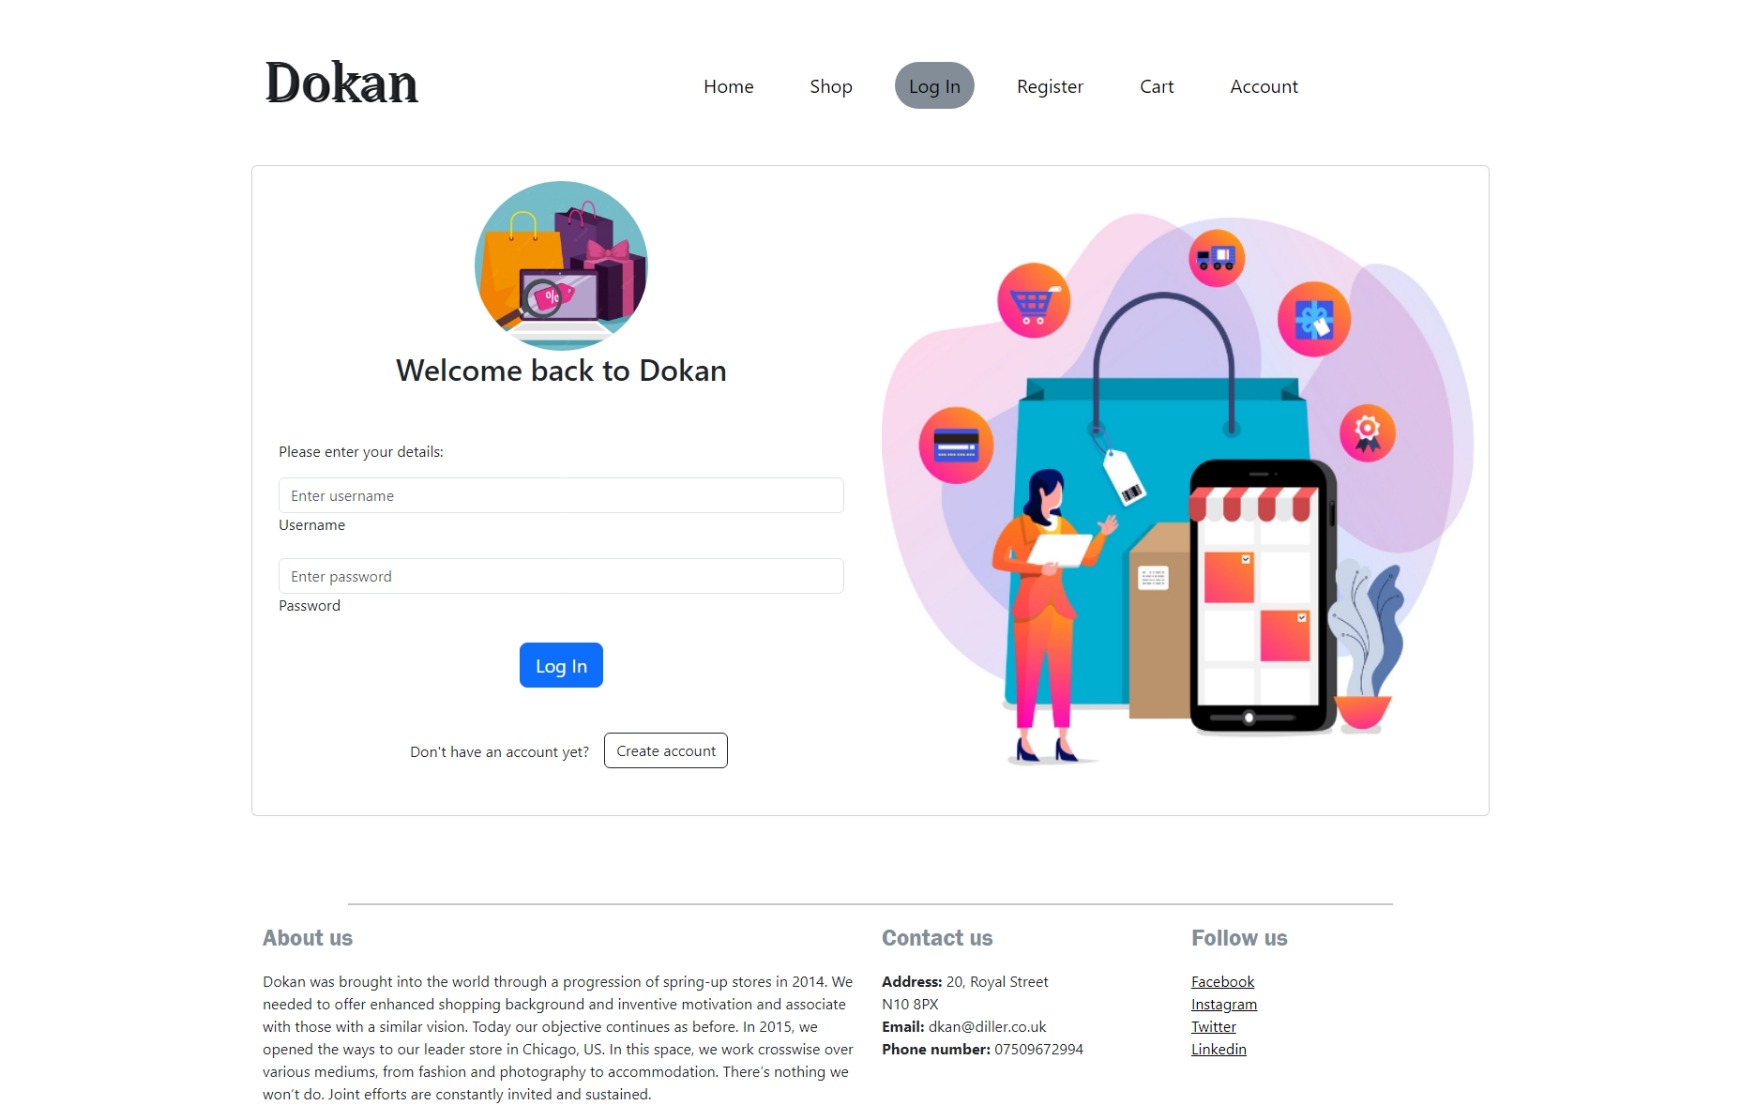 Dokan
Home
Shop
Log In
Register
Cart
Account
%
Welcome back to Dokan
Please enter your details:
Enter username
Username
Enter password
Password
Log In
Don't have an account yet?
Create account
About us
Dokan was brought into the world through a progression of spring-up stores in 2014. We
needed to offer enhanced shopping background and inventive motivation and associate
with those with a similar vision. Today our objective continues as before. In 2015, we
opened the ways to our leader store in Chicago, US. In this space, we work crosswise over
various mediums, from fashion and photography to accommodation. There's nothing we
won't do. Joint efforts are constantly invited and sustained.
Contact us
Address: 20, Royal Street
N10 8PX
Email: dkan@diller.co.uk
Phone number: 07509672994
Follow us
Facebook
Instagram
Twitter
Linkedin